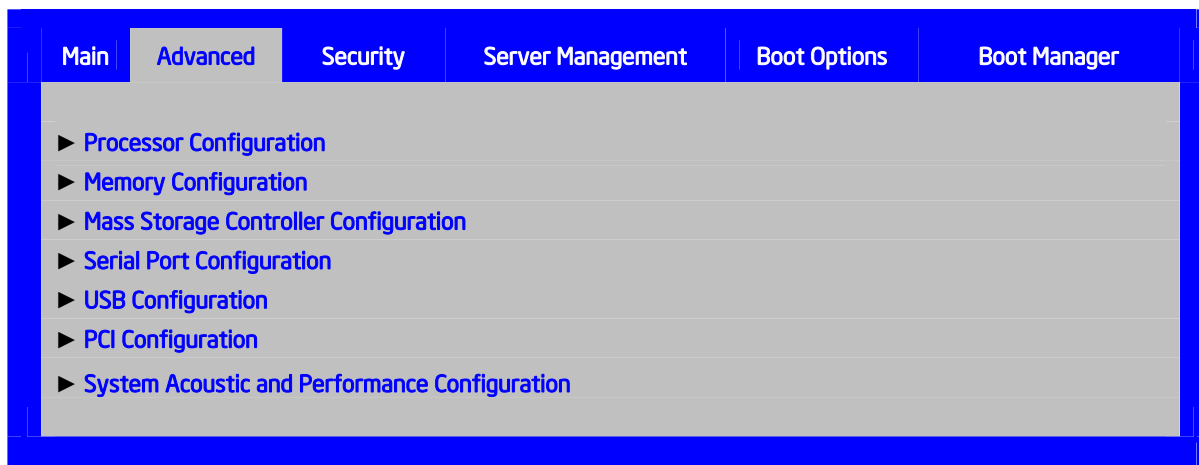 Main Advanced Security Server Management Boot Options Boot Manager
► Processor Configuration
► Memory Configuration
► Mass Storage Controller Configuration
► Serial Port Configuration
► USB Configuration
► PCI Configuration
► System Acoustic and Performance Configuration